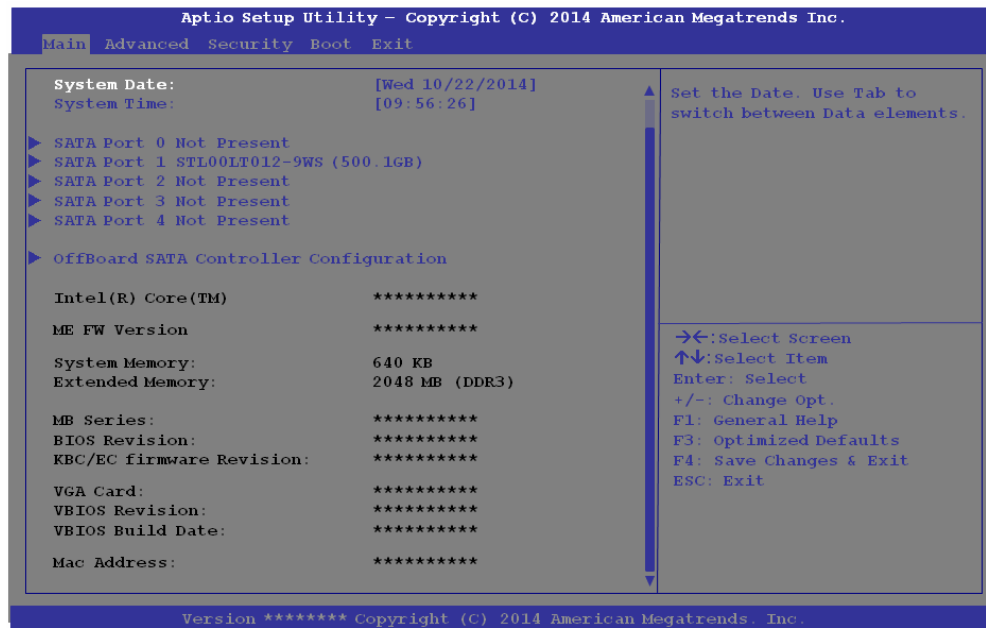 Aptio Setup Utility – Copyright (C) 2014 American Megatrends Inc.
Main Advanced Security Boot Exit
System Date: [Wed 10/22/2014]
System Time: [09:56:26]
SATA Port 0 Not Present
SATA Port 1 STL00LT012-9WS (500.1GB)
SATA Port 2 Not Present
SATA Port 3 Not Present
SATA Port 4 Not Present
OffBoard SATA Controller Configuration
Intel(R) Core(TM) **********
ME FW Version **********
System Memory: 640 KB
Extended Memory: 2048 MB (DDR3)
MB Series: **********
BIOS Revision: **********
KBC/EC firmware Revision: **********
VGA Card: **********
VBIOS Revision: **********
VBIOS Build Date: **********
Mac Address: **********
Set the Date. Use Tab to
switch between Data elements.
→←:Select Screen
↑↓:Select Item
Enter: Select
+/-: Change Opt.
F1: General Help
F3: Optimized Defaults
F4: Save Changes & Exit
ESC: Exit
Version ******** Copyright (C) 2014 American Megatrends. Inc.